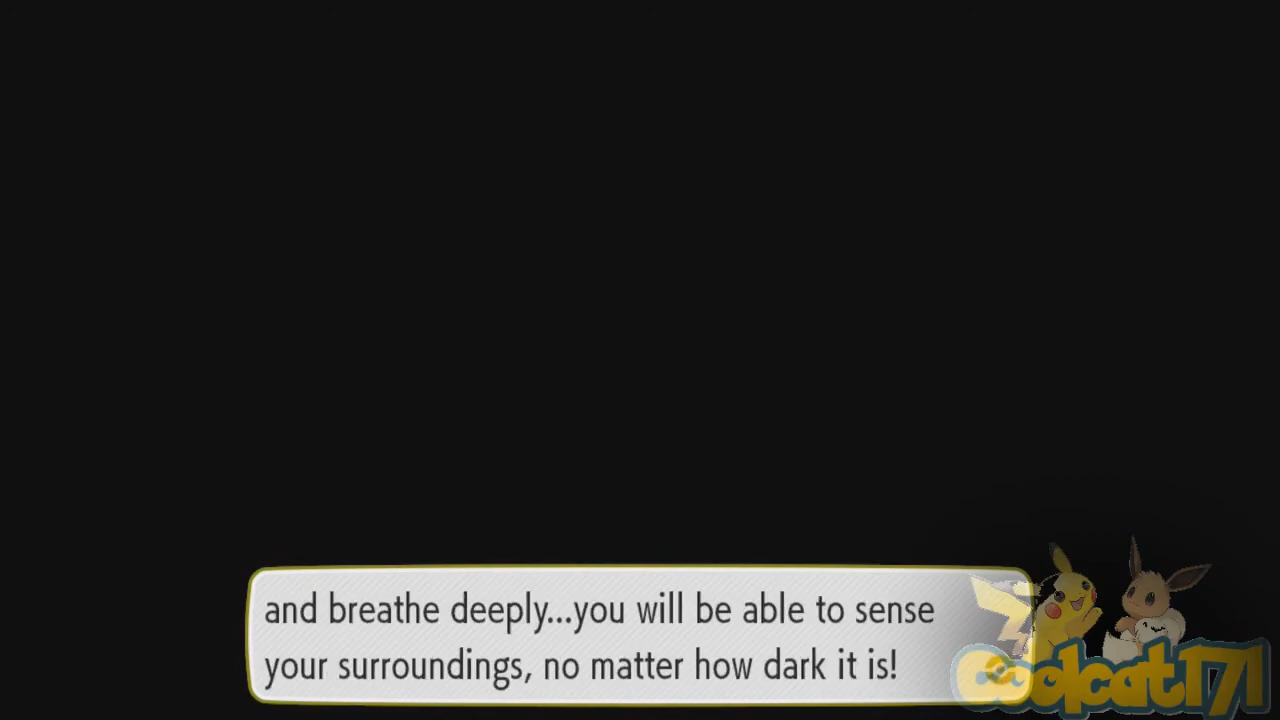 and breathe deeply...you will be able to sense
your surroundings, no matter how dark it is!
coolcat171